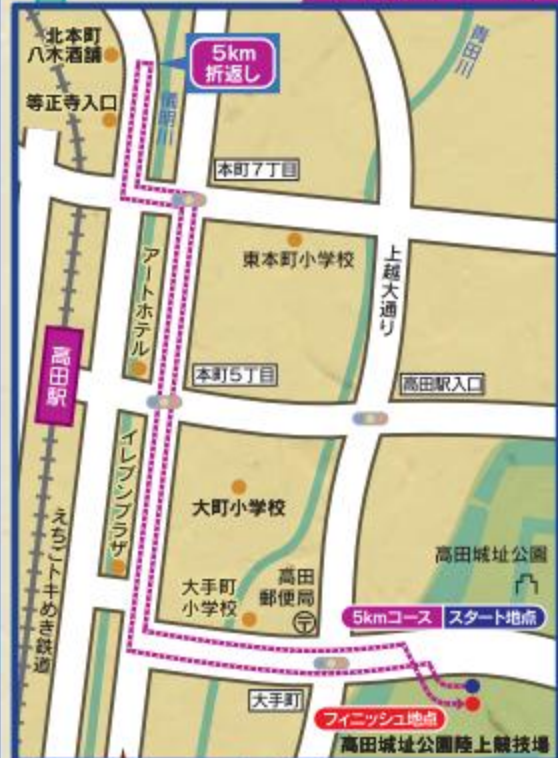 北本町
八木酒舗
5km
折返し
青田川
等正寺入口
儀明川
本町7丁目
東本町小学校
上越大通り
アートホテル
高田駅
本町5丁目
高田駅入口
イレブンプラザ
大町小学校
えちごトキめき鉄道
高田城址公園
大手町
小学校
高田
郵便局
〒
5kmコース
スタート地点
大手町
フィニッシュ地点
高田城址公園陸上競技場